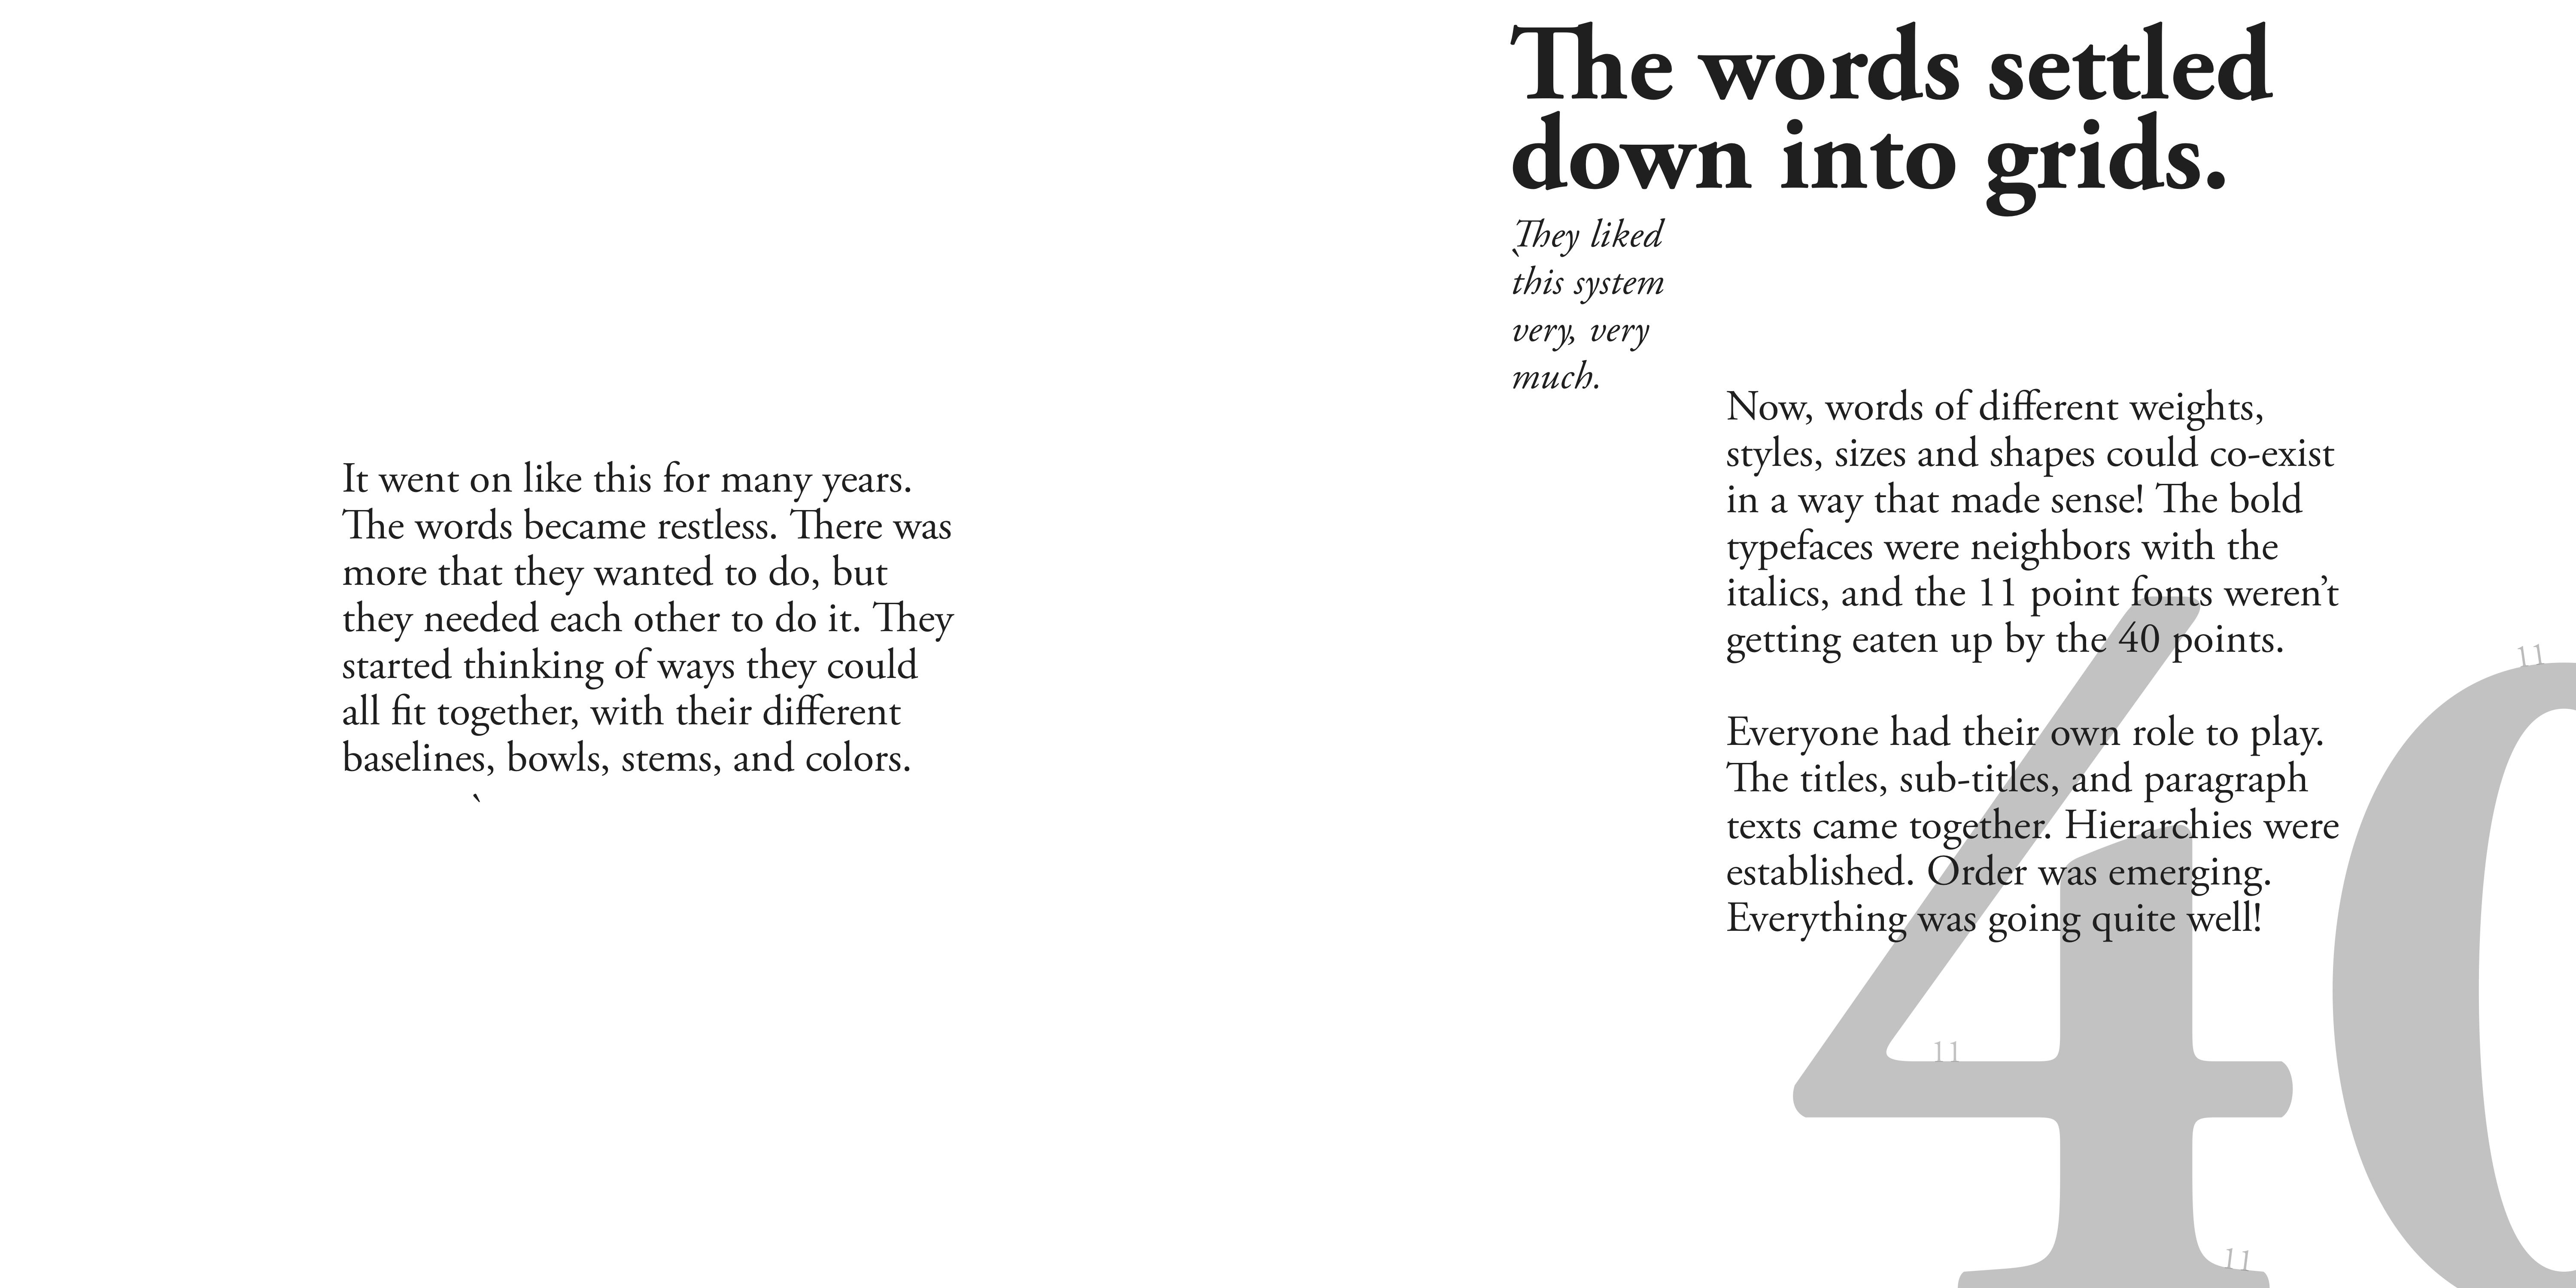 It went on like this for many years.
The words became restless. There was
more that they wanted to do, but
they needed each other to do it. They
started thinking of ways they could
all fit together, with their different
baselines, bowls, stems, and colors.
`
The words settled
down into grids.
They liked
`
this system
very, very
much.
Now, words of different weights,
styles, sizes and shapes could co-exist
in a way that made sense! The bold
typefaces were neighbors with the
italics, and the 11 point fonts weren’t
getting eaten up by the 40 points.
Everyone had their own role to play.
The titles, sub-titles, and paragraph
texts came together. Hierarchies were
established. Order was emerging.
Everything was going quite well!
40
11
11
11